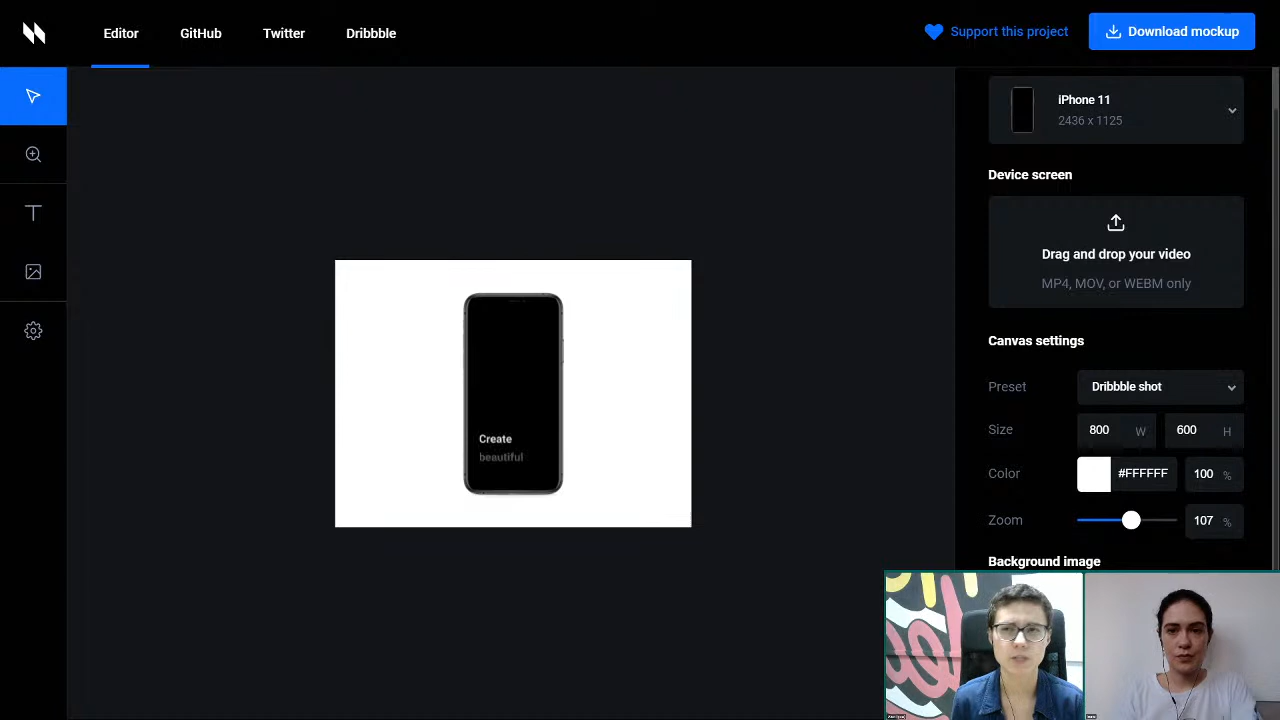 Editor
GitHub
Twitter
Dribbble
Support this project
Download mockup
iPhone 11
2436 x 1125
Device screen
Drag and drop your video
MP4, MOV, or WEBM only
Canvas settings
Preset
Dribbble shot
Size
800
W
600
H
Color
#FFFFFF
100
%
Zoom
107
%
Background image
Create
beautiful